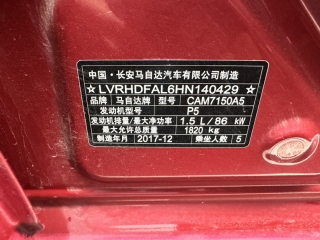 中国·长安马自达汽车有限公司制造
LVRHDFAL6HN140429
品牌 马自达牌 型号 CAM7150A5
发动机型号 P5
发动机排量/最大净功率 1.5 L/86 kW
最大允许总质量 1820 kg
制造年月 2017-12 乘坐人数 5